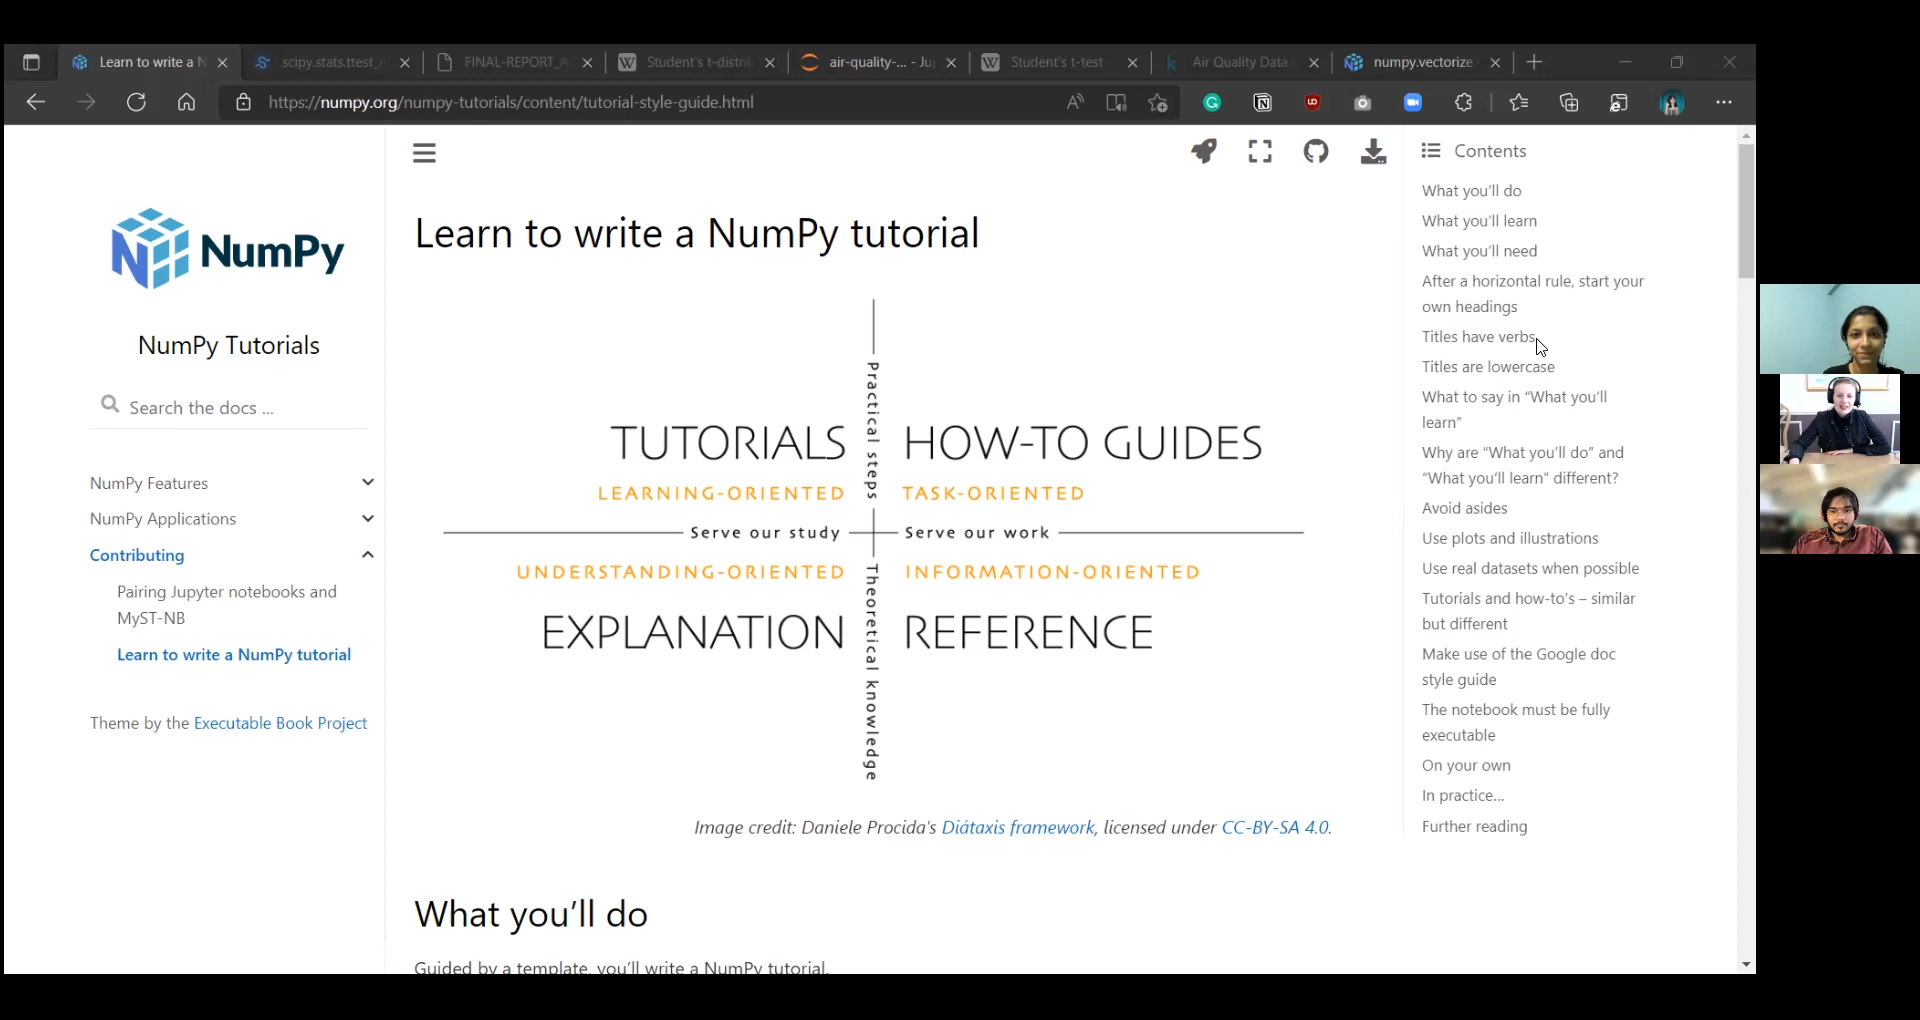 Learn to write a N
scipy.stats.ttest_
FINAL-REPORT_A
Student's t-distri
air-quality-... - Ju
Student's t-test
Air Quality Data
numpy.vectorize
https://numpy.org/numpy-tutorials/content/tutorial-style-guide.html
NumPy
NumPy Tutorials
Search the docs ...
NumPy Features
NumPy Applications
Contributing
Pairing Jupyter notebooks and
MyST-NB
Learn to write a NumPy tutorial
Theme by the Executable Book Project
Learn to write a NumPy tutorial
Practical steps
TUTORIALS
HOW-TO GUIDES
LEARNING-ORIENTED
TASK-ORIENTED
Serve our study
Serve our work
UNDERSTANDING-ORIENTED
INFORMATION-ORIENTED
EXPLANATION
REFERENCE
Theoretical knowledge
Image credit: Daniele Procida's Diátaxis framework, licensed under CC-BY-SA 4.0.
What you’ll do
Guided by a template, you’ll write a NumPy tutorial.
Contents
What you’ll do
What you’ll learn
What you’ll need
After a horizontal rule, start your
own headings
Titles have verbs
Titles are lowercase
What to say in “What you’ll
learn”
Why are “What you’ll do” and
“What you’ll learn” different?
Avoid asides
Use plots and illustrations
Use real datasets when possible
Tutorials and how-to’s – similar
but different
Make use of the Google doc
style guide
The notebook must be fully
executable
On your own
In practice…
Further reading